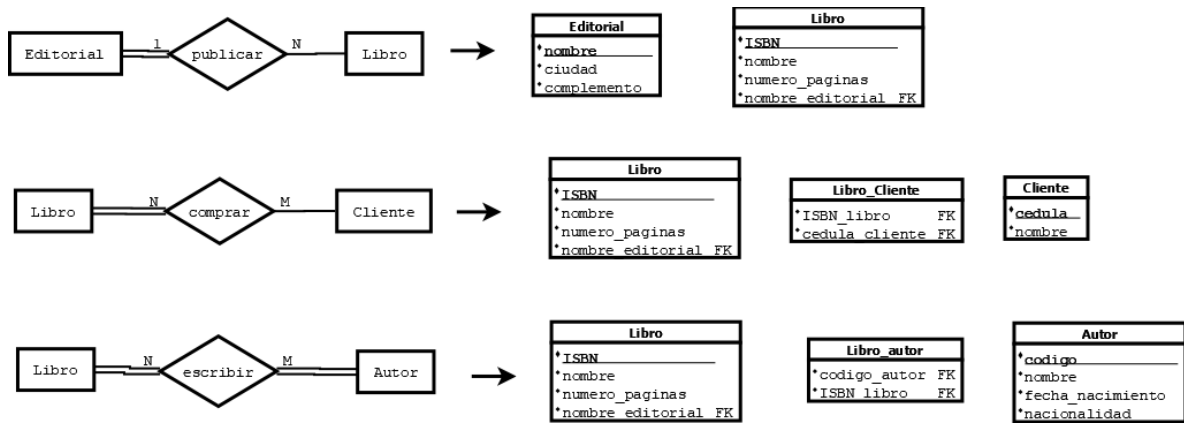 Editorial 1 publicar N Libro
Editorial
nombre
ciudad
complemento
Libro
ISBN
nombre
numero_paginas
nombre_editorial FK
Libro N comprar M Cliente
Libro
ISBN
nombre
numero_paginas
nombre_editorial FK
Libro_Cliente
ISBN_libro FK
cedula_cliente FK
Cliente
cedula
nombre
Libro N escribir M Autor
Libro
ISBN
nombre
numero_paginas
nombre_editorial FK
Libro_autor
codigo_autor FK
ISBN_libro FK
Autor
codigo
nombre
fecha_nacimiento
nacionalidad